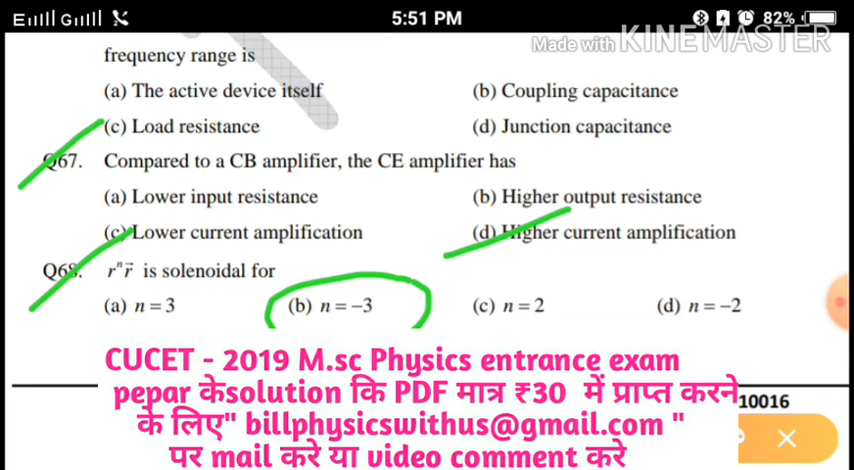 5:51 PM
82%
Made with KINEMASTER
frequency range is
(a) The active device itself
(b) Coupling capacitance
(c) Load resistance
(d) Junction capacitance
Q67. Compared to a CB amplifier, the CE amplifier has
(a) Lower input resistance
(b) Higher output resistance
(c) Lower current amplification
(d) Higher current amplification
Q68. rⁿr⃗ is solenoidal for
(a) n = 3
(b) n = −3
(c) n = 2
(d) n = −2
CUCET - 2019 M.sc Physics entrance exam
pepar केsolution कि PDF मात्र ₹30 में प्राप्त करने
10016
के लिए" billphysicswithus@gmail.com "
पर mail करे या video comment करे